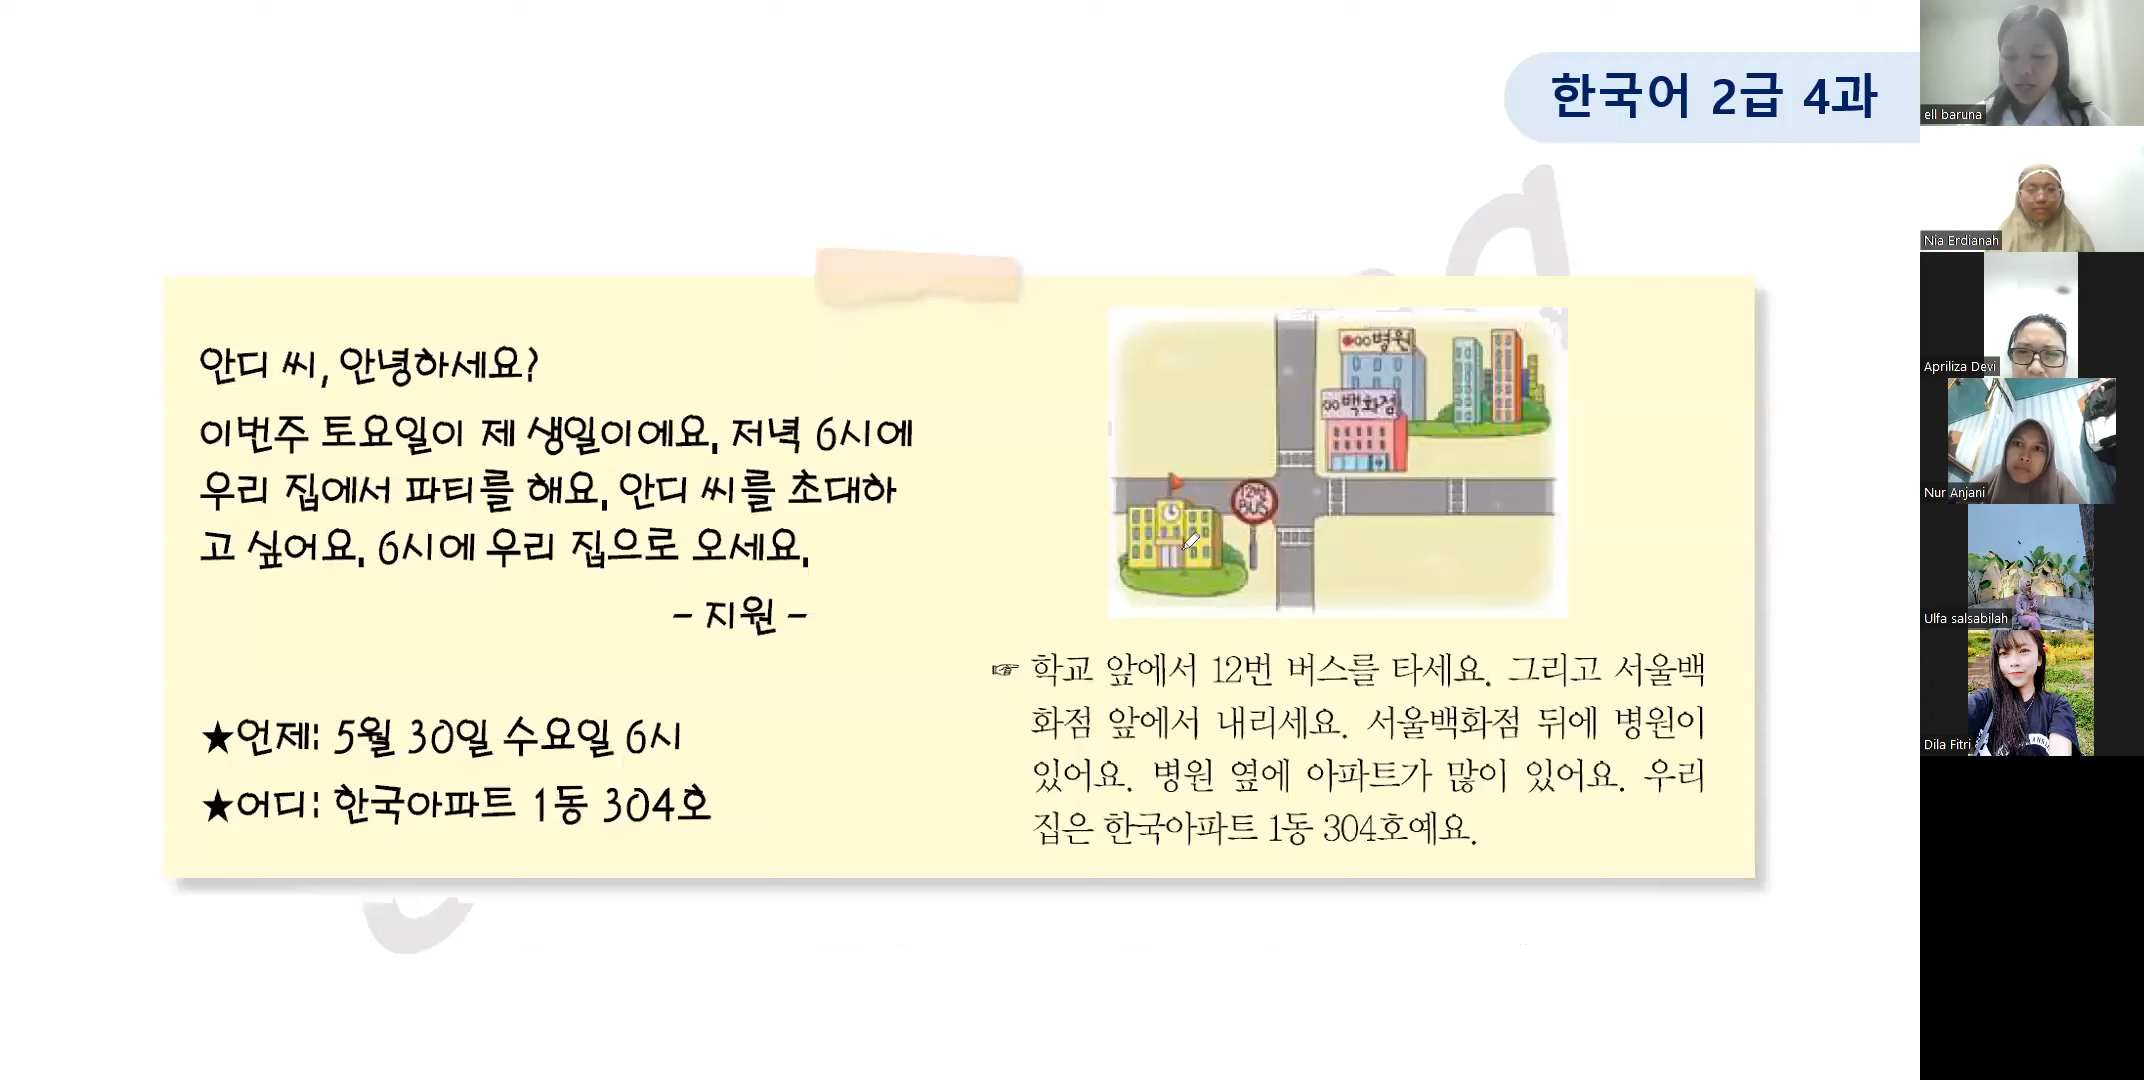 한국어 2급 4과
안디 씨, 안녕하세요?
이번주 토요일이 제 생일이에요. 저녁 6시에
우리 집에서 파티를 해요. 안디 씨를 초대하
고 싶어요. 6시에 우리 집으로 오세요.
- 지원 -
★언제: 5월 30일 수요일 6시
★어디: 한국아파트 1동 304호
00병원
00백화점
12번
BUS
☞ 학교 앞에서 12번 버스를 타세요. 그리고 서울백
화점 앞에서 내리세요. 서울백화점 뒤에 병원이
있어요. 병원 옆에 아파트가 많이 있어요. 우리
집은 한국아파트 1동 304호예요.
ell baruna
Nia Erdianah
Apriliza Devi
Nur Anjani
Ulfa salsabilah
Dila Fitri